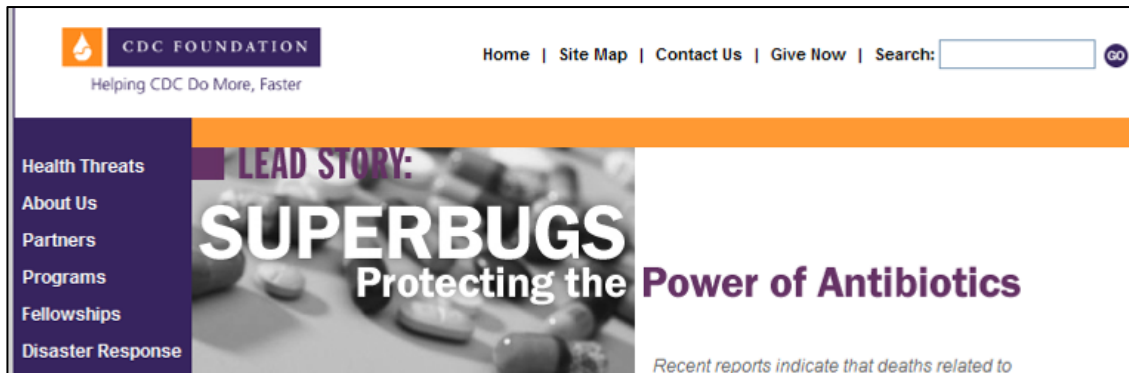 CDC FOUNDATION
Helping CDC Do More, Faster
Home | Site Map | Contact Us | Give Now | Search:
GO
Health Threats
About Us
Partners
Programs
Fellowships
Disaster Response
LEAD STORY:
SUPERBUGS
Protecting the Power of Antibiotics
Recent reports indicate that deaths related to